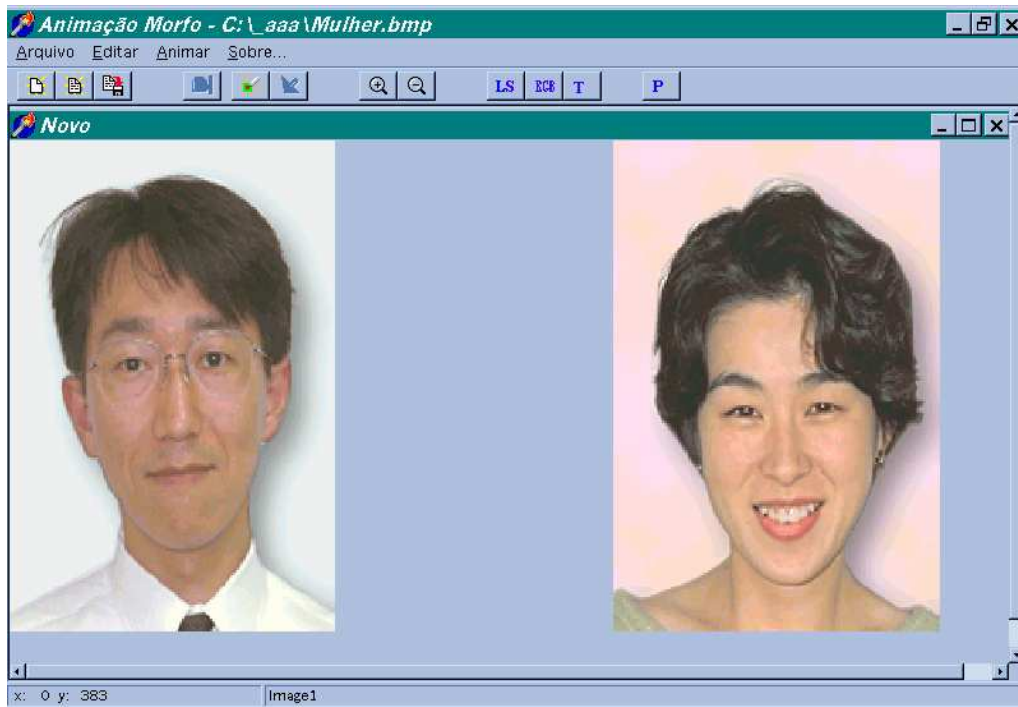 Animação Morfo - C:\_aaa\Mulher.bmp
Arquivo Editar Animar Sobre...
LS RGB T P
Novo
x: 0 y: 383 Image1